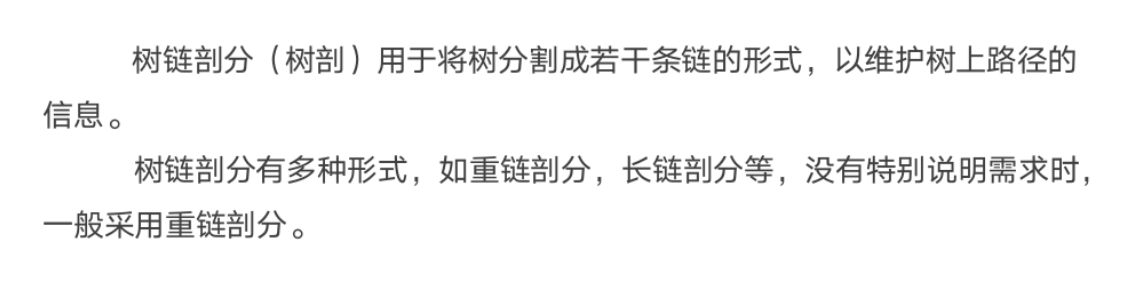 树链剖分（树剖）用于将树分割成若干条链的形式，以维护树上路径的
信息。
树链剖分有多种形式，如重链剖分，长链剖分等，没有特别说明需求时，
一般采用重链剖分。